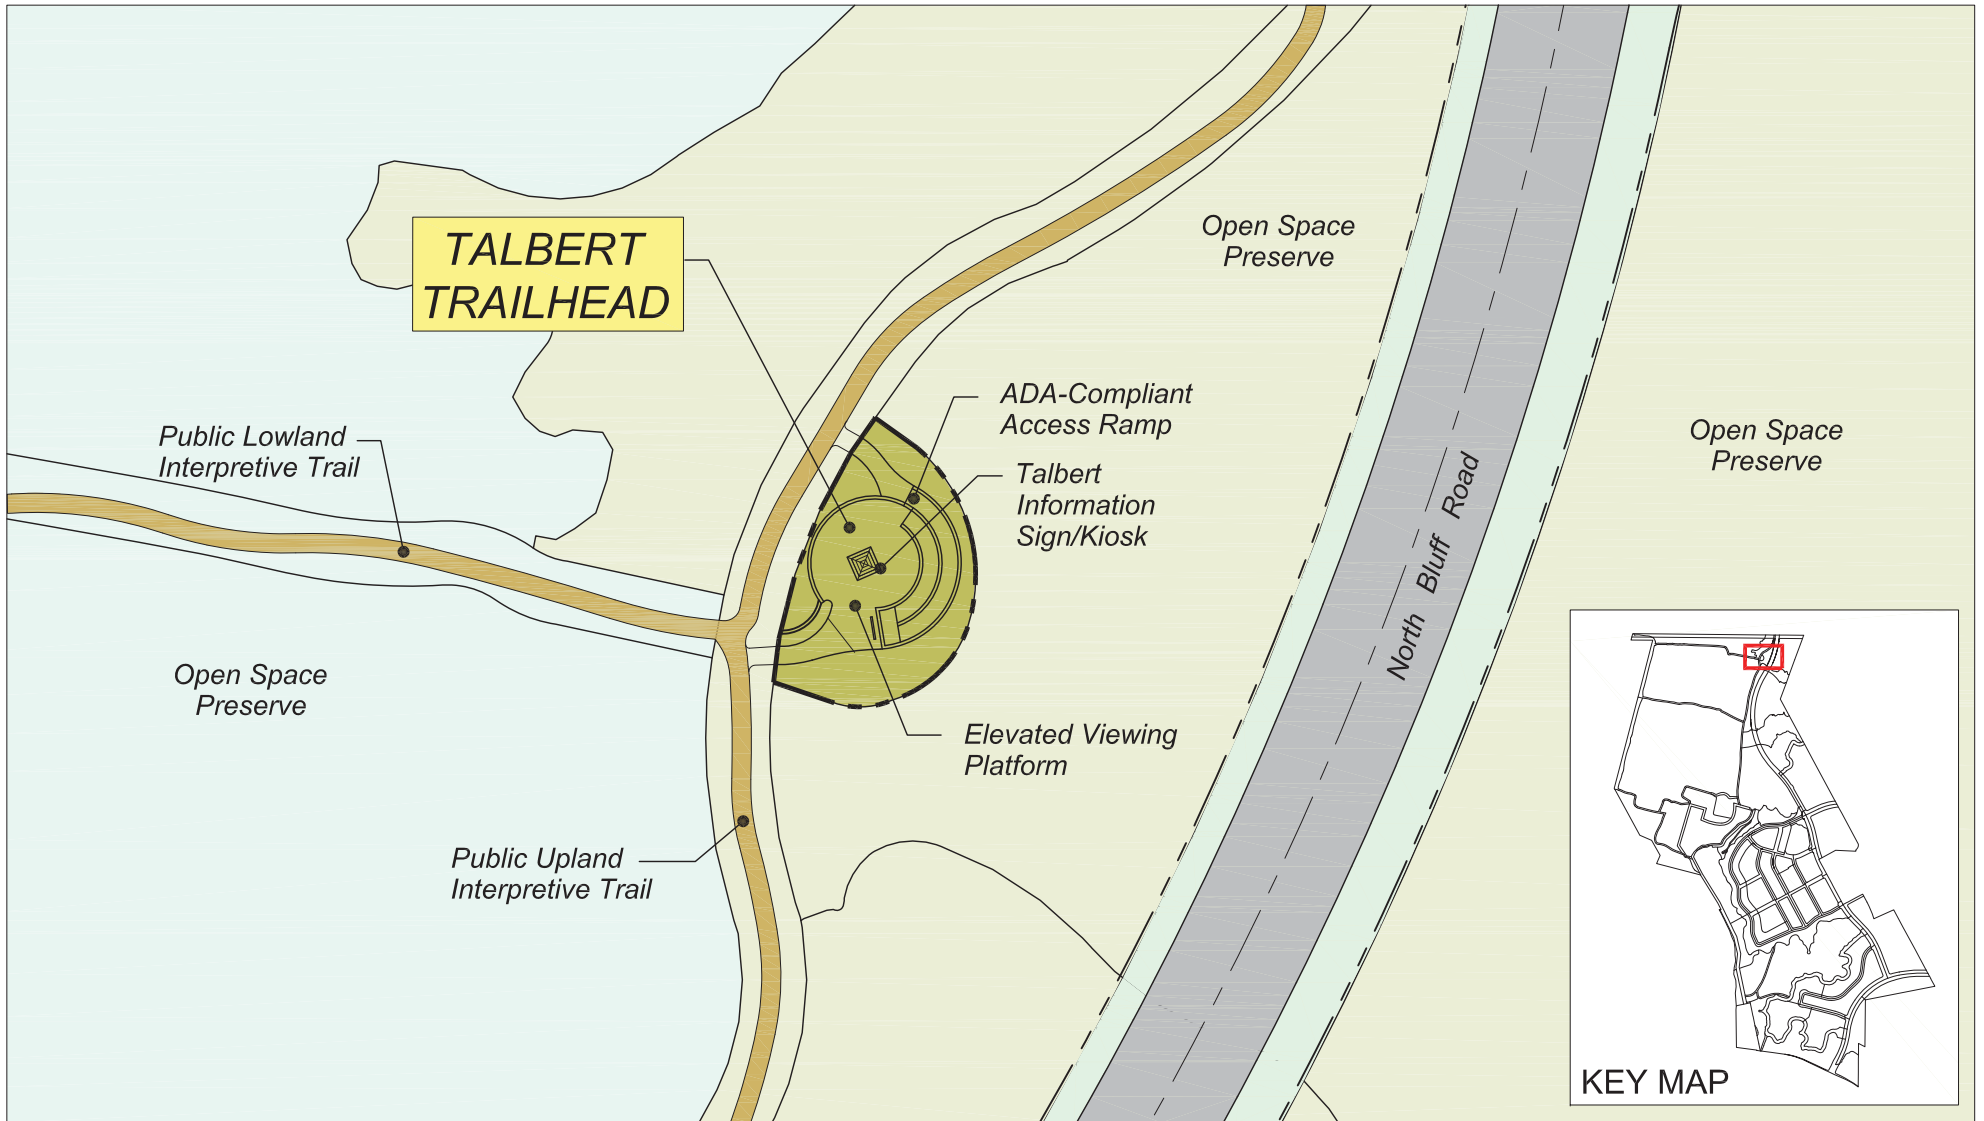 Open Space
Preserve
TALBERT
TRAILHEAD
ADA-Compliant
Access Ramp
Public Lowland
Interpretive Trail
Open Space
Preserve
Talbert
Information
Sign/Kiosk
North Bluff Road
Open Space
Preserve
Elevated Viewing
Platform
Public Upland
Interpretive Trail
KEY MAP